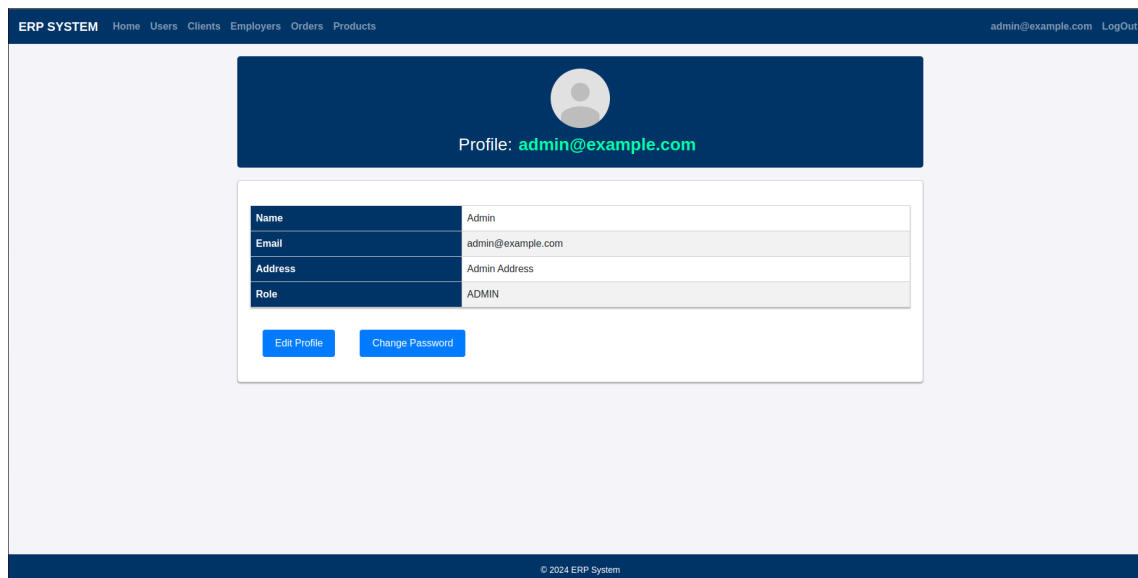 ERP SYSTEM Home Users Clients Employers Orders Products admin@example.com LogOut
Profile: admin@example.com
Name Admin
Email admin@example.com
Address Admin Address
Role ADMIN
Edit Profile Change Password
© 2024 ERP System